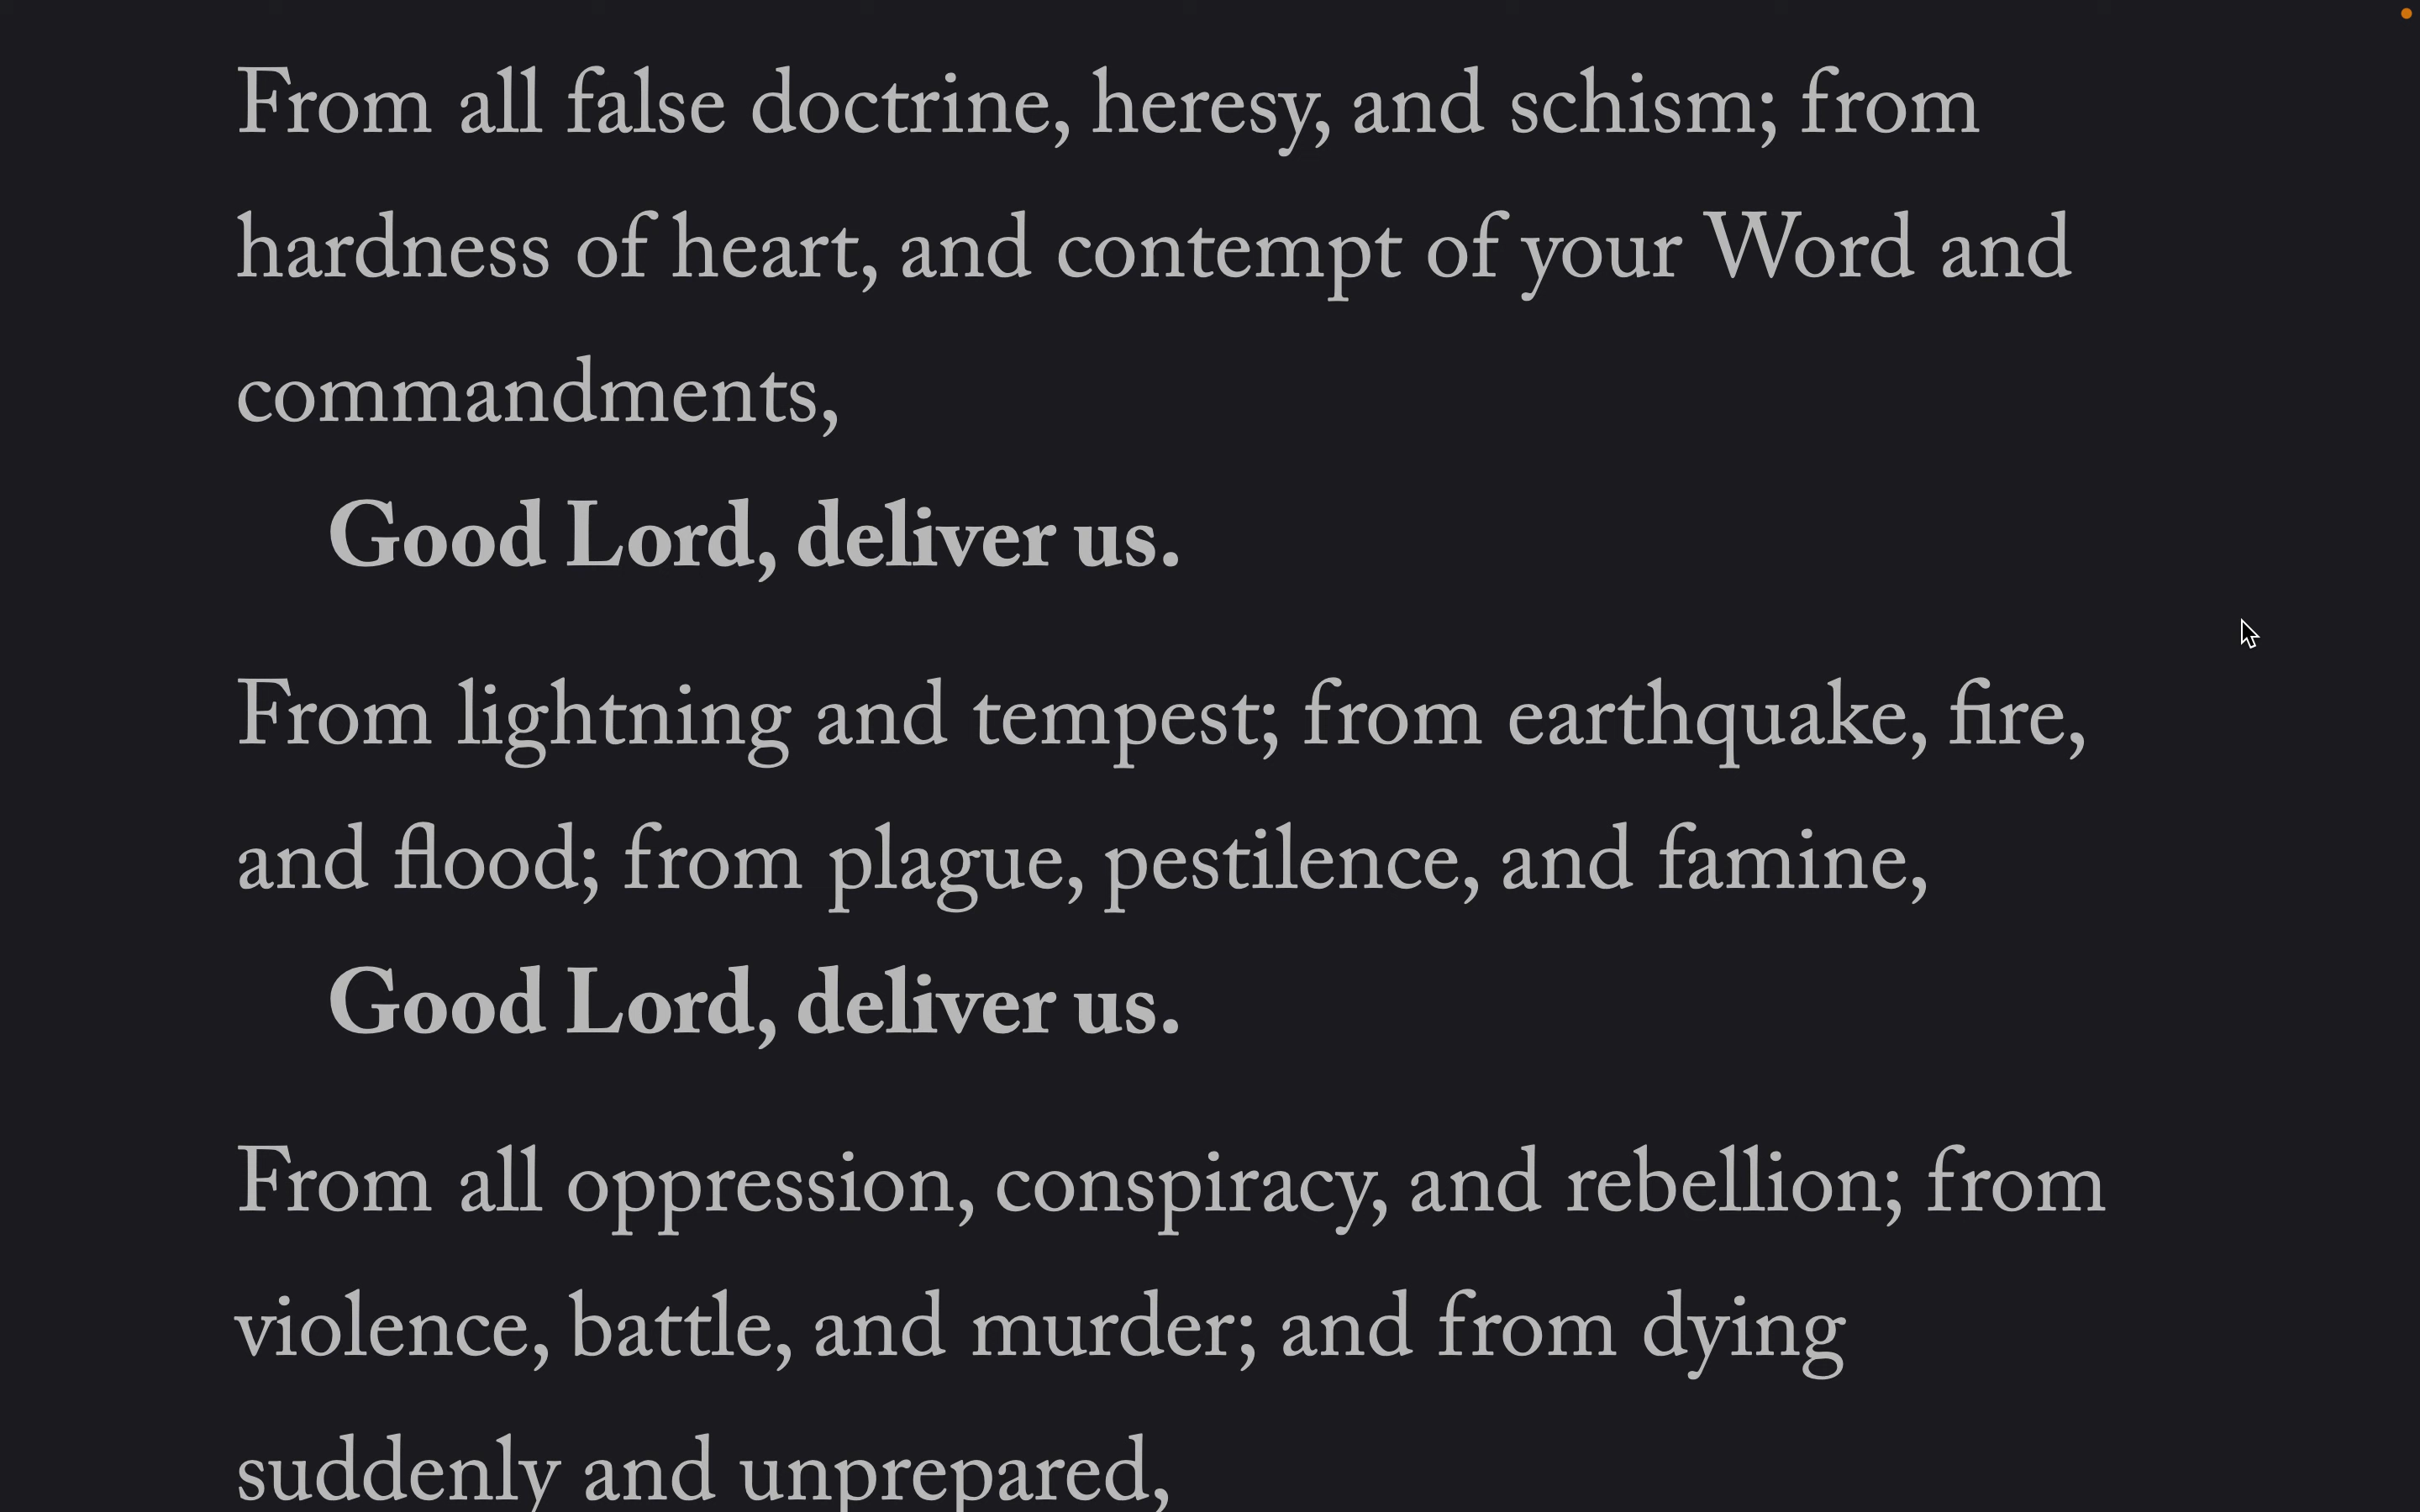 From all false doctrine, heresy, and schism; from
hardness of heart, and contempt of your Word and
commandments,
Good Lord, deliver us.
From lightning and tempest; from earthquake, fire,
and flood; from plague, pestilence, and famine,
Good Lord, deliver us.
From all oppression, conspiracy, and rebellion; from
violence, battle, and murder; and from dying
suddenly and unprepared,